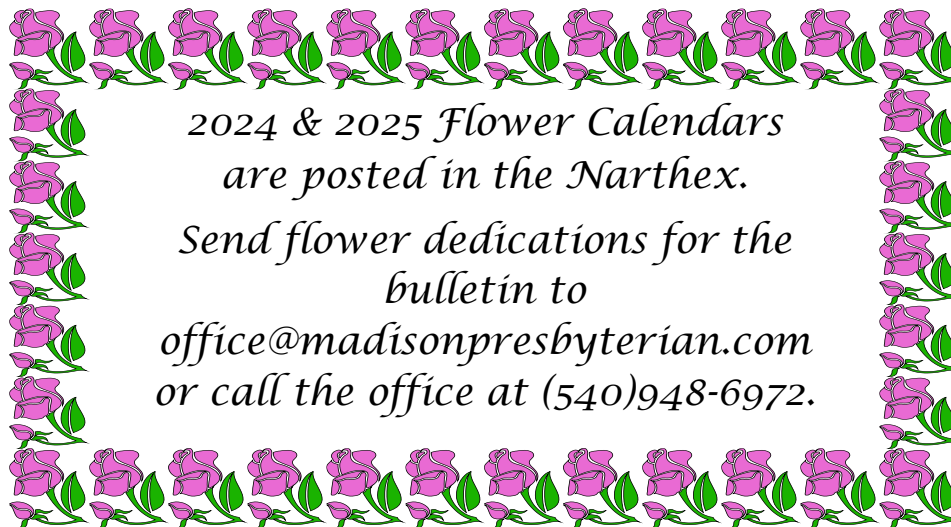 2024 & 2025 Flower Calendars
are posted in the Narthex.
Send flower dedications for the
bulletin to
office@madisonpresbyterian.com
or call the office at (540)948-6972.